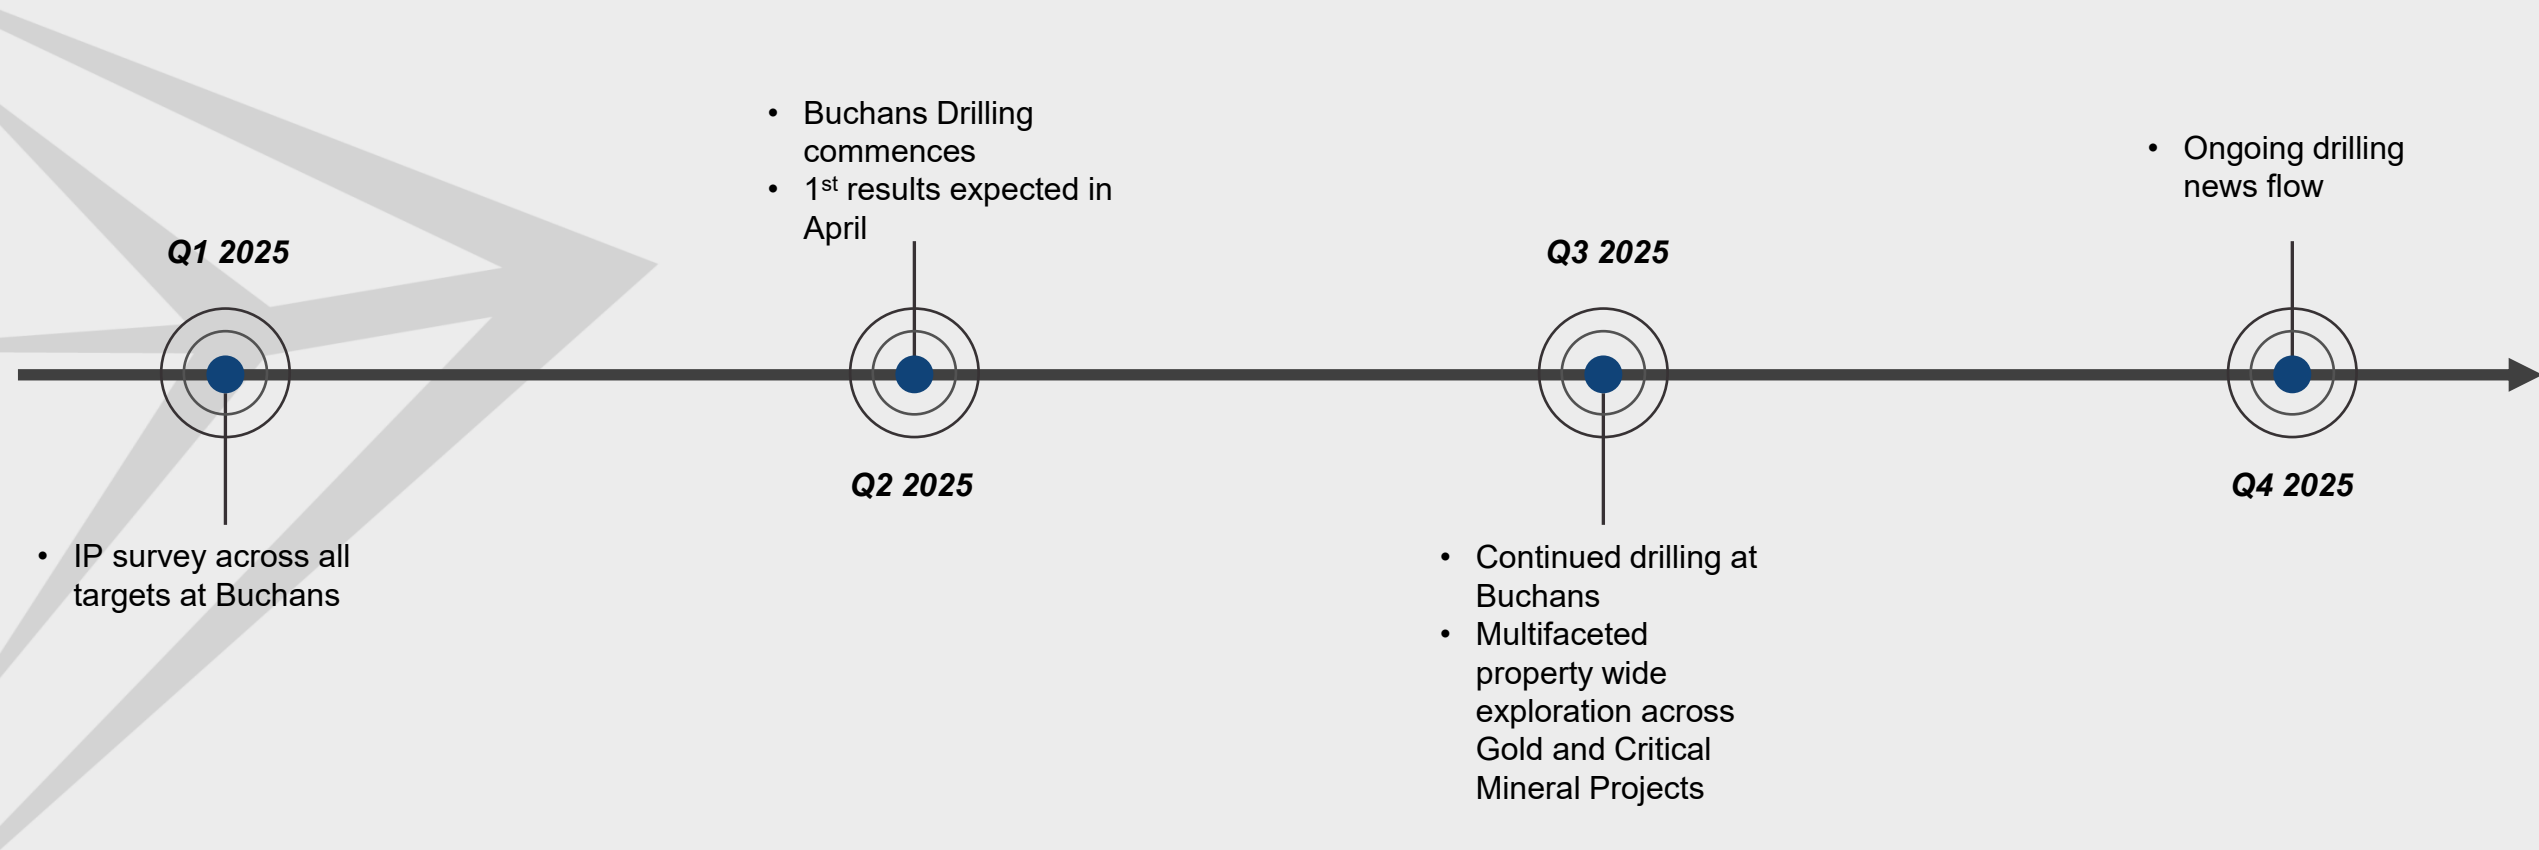 Q1 2025
• IP survey across all
targets at Buchans
• Buchans Drilling
commences
• 1st results expected in
April
Q2 2025
Q3 2025
• Continued drilling at
Buchans
• Multifaceted
property wide
exploration across
Gold and Critical
Mineral Projects
• Ongoing drilling
news flow
Q4 2025